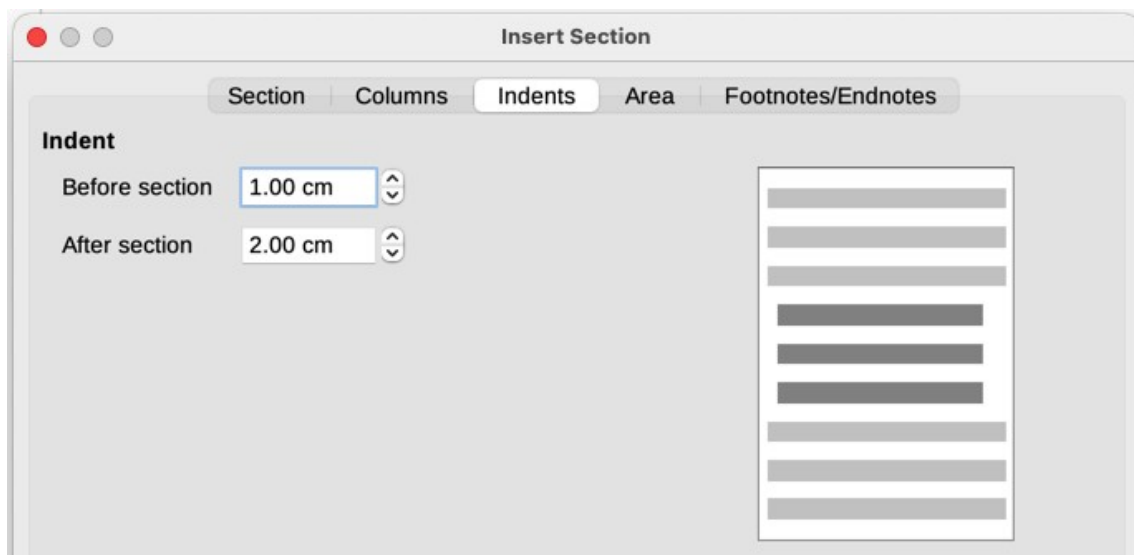 Insert Section
Section Columns Indents Area Footnotes/Endnotes
Indent
Before section 1.00 cm
After section 2.00 cm